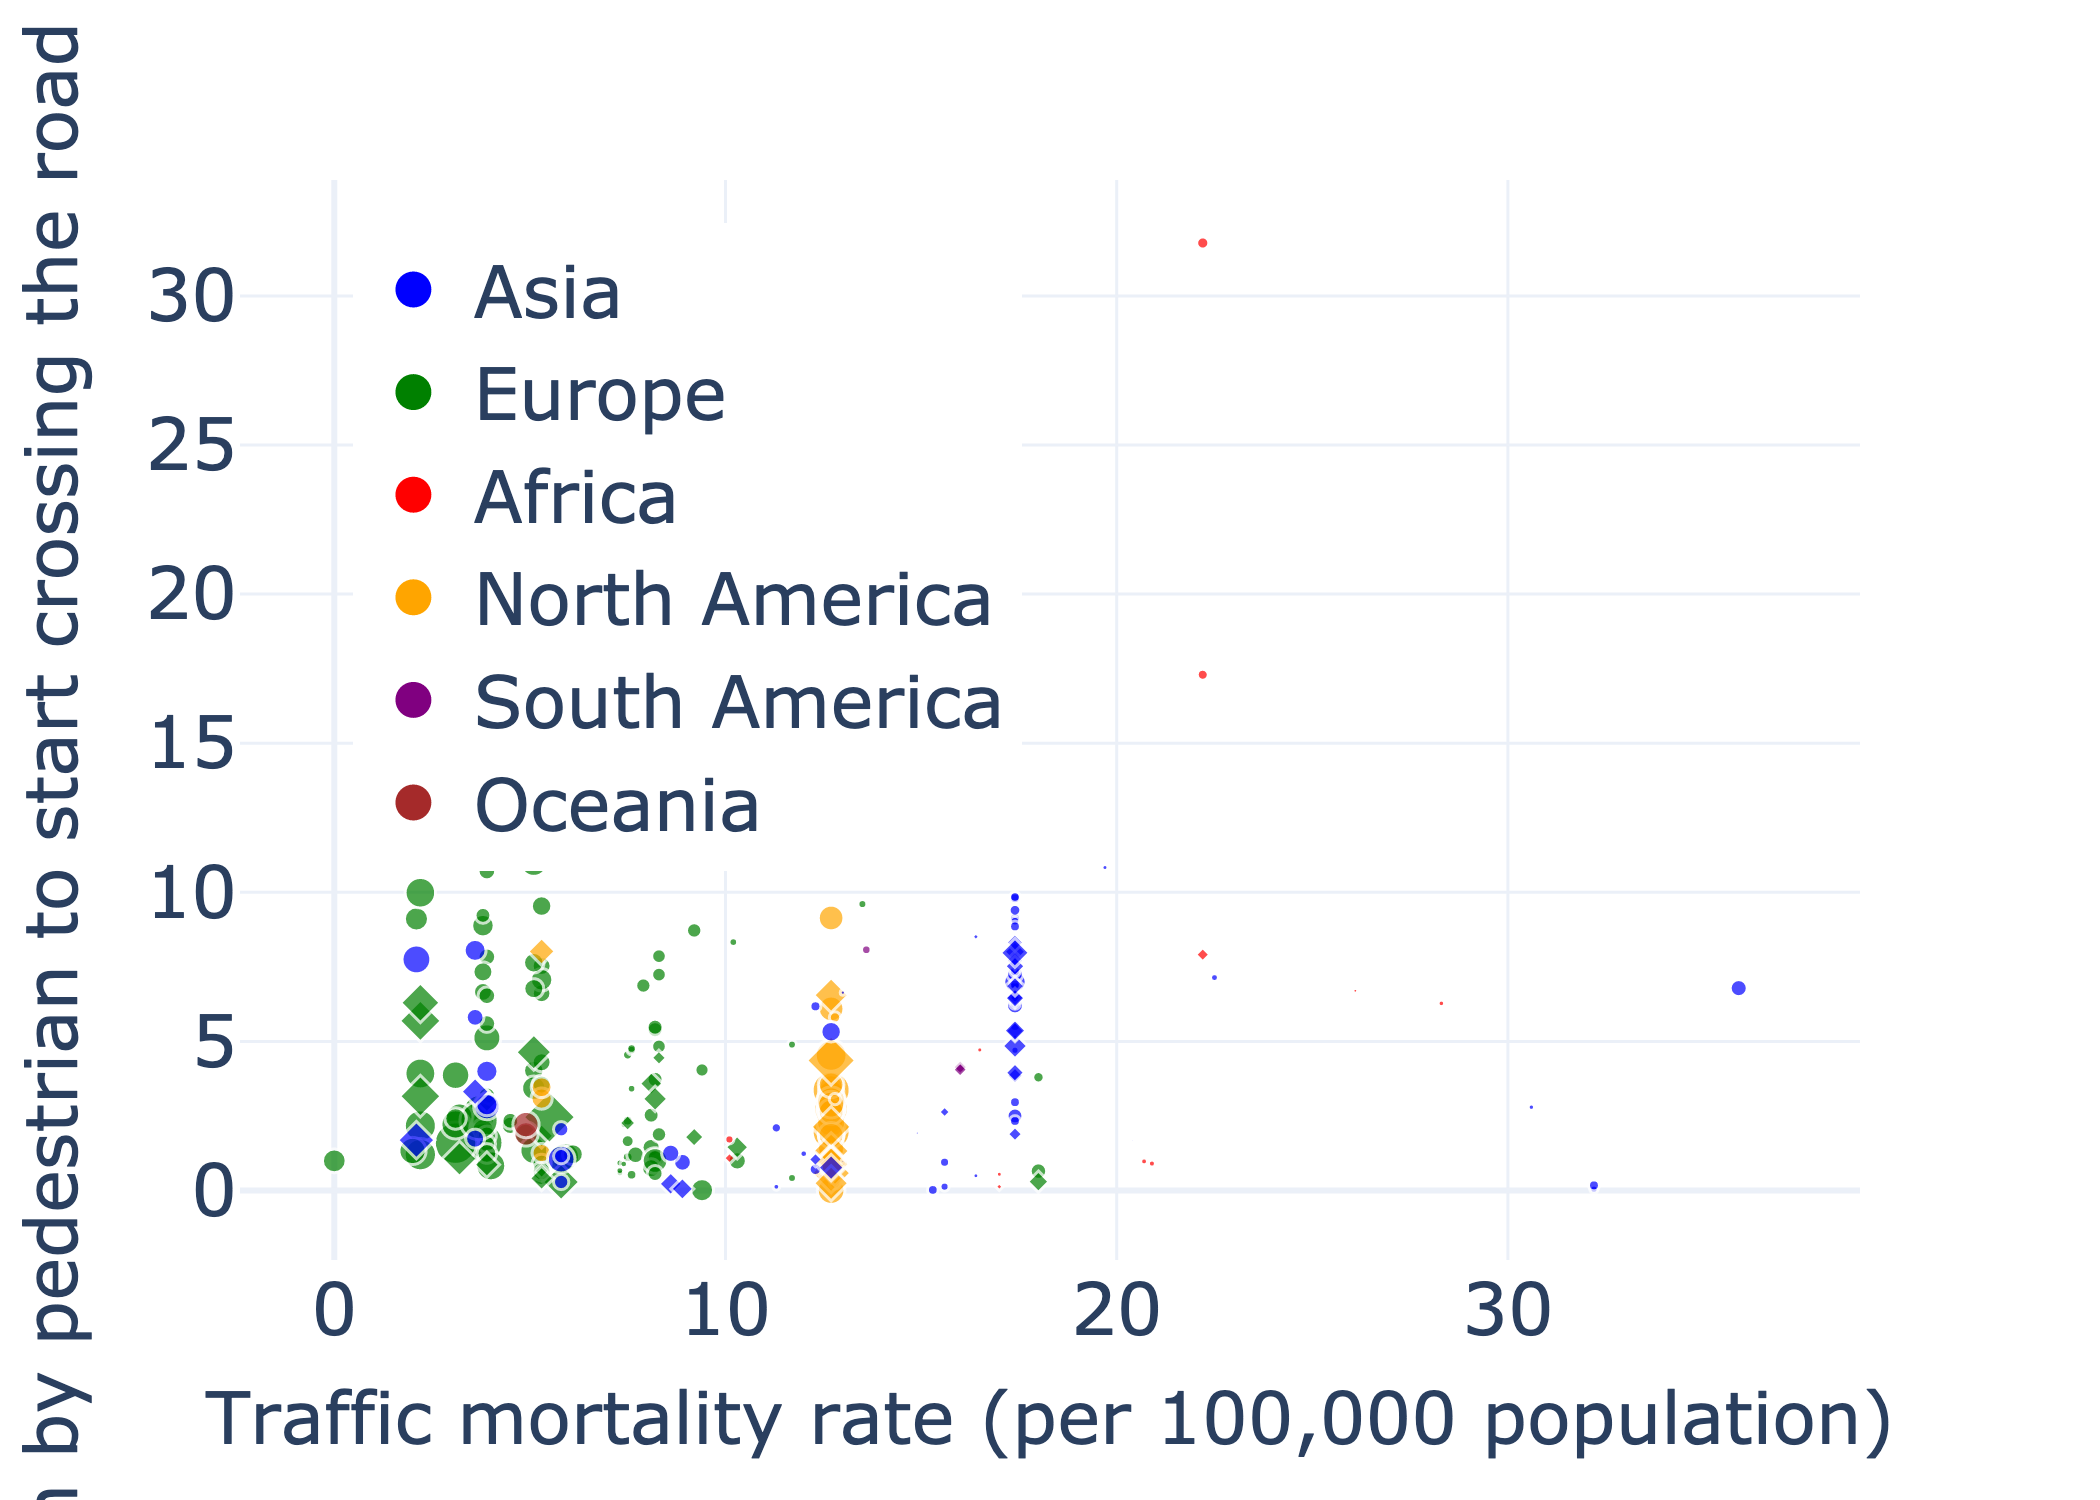 by pedestrian to start crossing the road
30
25
20
15
10
5
0
Asia
Europe
Africa
North America
South America
Oceania
0
10
20
30
Traffic mortality rate (per 100,000 population)